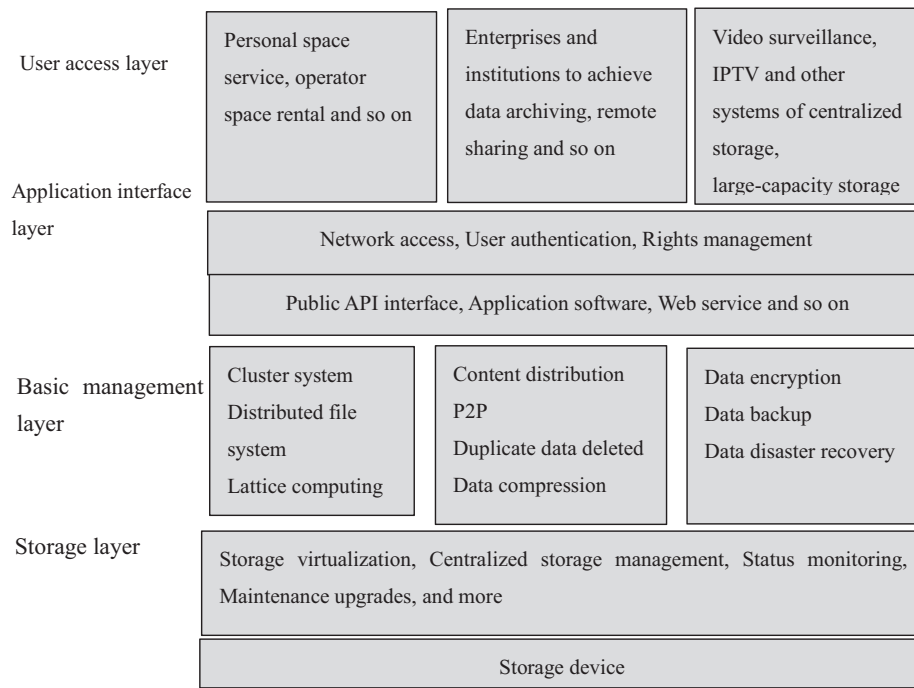 User access layer
Personal space
service, operator
space rental and so on
Enterprises and
institutions to achieve
data archiving, remote
sharing and so on
Video surveillance,
IPTV and other
systems of centralized
storage,
large-capacity storage
Application interface
layer
Network access, User authentication, Rights management
Public API interface, Application software, Web service and so on
Basic management
layer
Cluster system
Distributed file
system
Lattice computing
Content distribution
P2P
Duplicate data deleted
Data compression
Data encryption
Data backup
Data disaster recovery
Storage layer
Storage virtualization, Centralized storage management, Status monitoring,
Maintenance upgrades, and more
Storage device